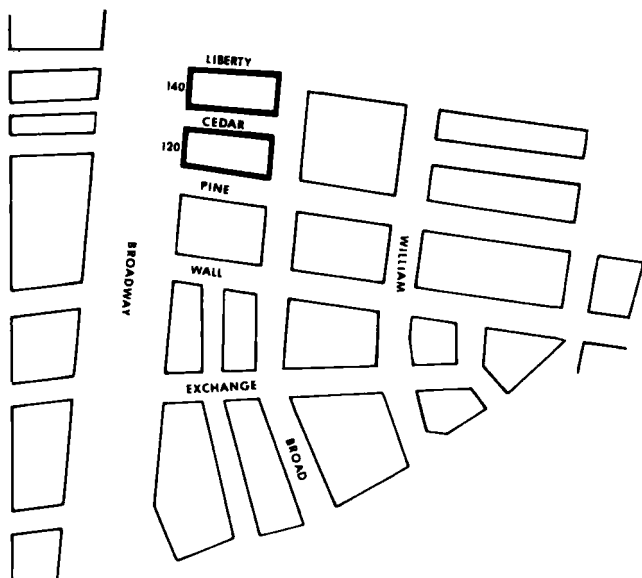 LIBERTY
140
CEDAR
120
PINE
BROADWAY
WILLIAM
WALL
EXCHANGE
BROAD